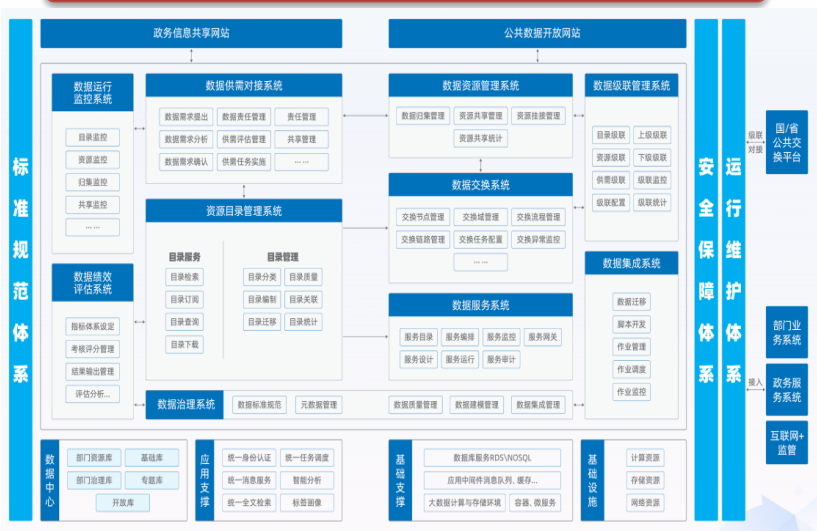 政务信息共享网站
公共数据开放网站
标准规范体系
数据运行
监控系统
目录监控
资源监控
归集监控
共享监控
... ...
数据绩效
评估系统
指标体系设定
考核评分管理
结果输出管理
评估分析...
数据供需对接系统
数据需求提出 数据责任管理 责任管理
数据需求分析 供需评估管理 共享管理
数据需求确认 供需任务实施 ... ...
资源目录管理系统
目录服务
目录检索
目录订阅
目录查询
目录下载
目录管理
目录分类 目录质量
目录编制 目录关联
目录迁移 目录统计
数据资源管理系统
数据归集管理 资源共享管理 资源挂接管理
资源共享统计
数据交换系统
交换节点管理 交换域管理 交换流程管理
交换链路管理 交换任务配置 交换异常监控
... ...
数据服务系统
服务目录 服务编排 服务监控 服务网关
服务设计 服务运行 服务审计
数据级联管理系统
目录级联 上级级联
资源级联 下级级联
供需级联 级联监控
级联配置 级联统计
数据集成系统
数据迁移
脚本开发
作业管理
作业调度
作业监控
数据治理系统 数据标准规范 元数据管理 数据质量管理 数据建模管理 数据集成管理
数据中心
部门资源库 基础库
部门治理库 专题库
开放库
应用支撑
统一身份认证 统一任务调度
统一消息服务 智能分析
统一全文检索 标签画像
基础支撑
数据库服务RDS\NOSQL
应用中间件消息队列、缓存...
大数据计算与存储环境 容器、微服务
基础设施
计算资源
存储资源
网络资源
安全保障体系
运行维护体系
级联
对接
国/省
公共交
换平台
接入
部门业
务系统
政务服
务系统
互联网+
监管